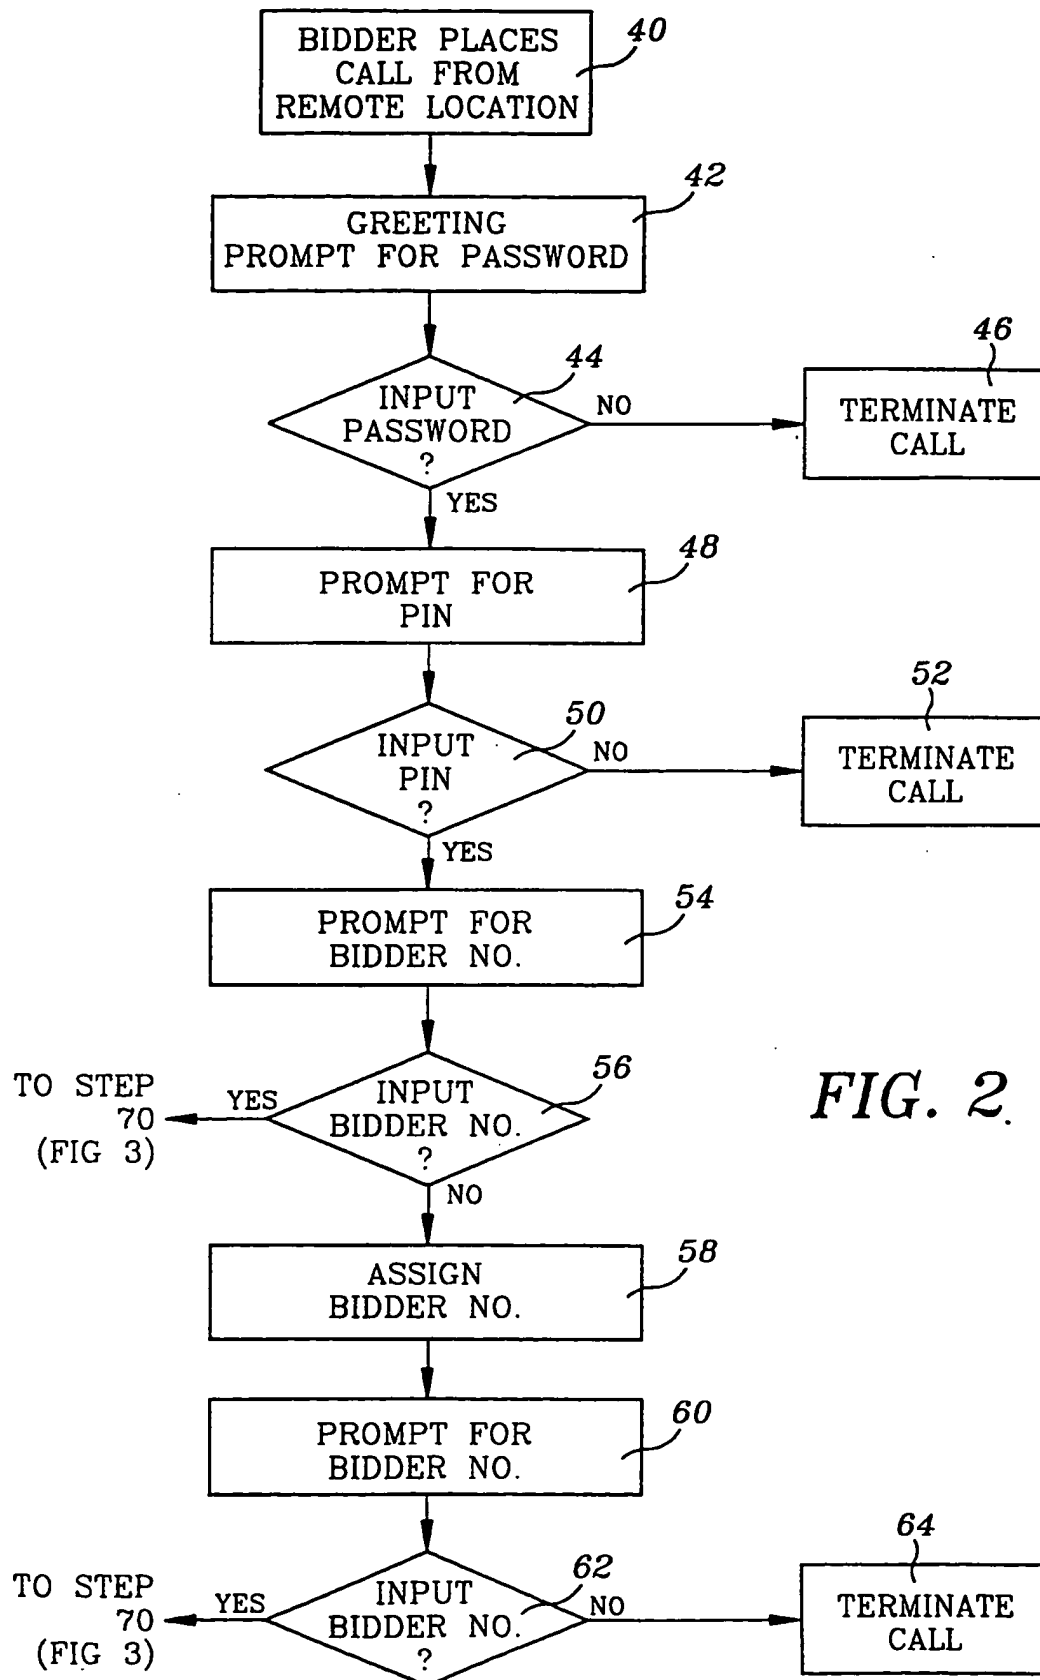 BIDDER PLACES
CALL FROM
REMOTE LOCATION
40
GREETING
PROMPT FOR PASSWORD
42
INPUT
PASSWORD
?
44
NO
TERMINATE
CALL
46
YES
PROMPT FOR
PIN
48
INPUT
PIN
?
50
NO
TERMINATE
CALL
52
YES
PROMPT FOR
BIDDER NO.
54
INPUT
BIDDER NO.
?
56
YES
TO STEP
70
(FIG 3)
FIG. 2.
NO
ASSIGN
BIDDER NO.
58
PROMPT FOR
BIDDER NO.
60
INPUT
BIDDER NO.
?
62
YES
TO STEP
70
(FIG 3)
NO
TERMINATE
CALL
64